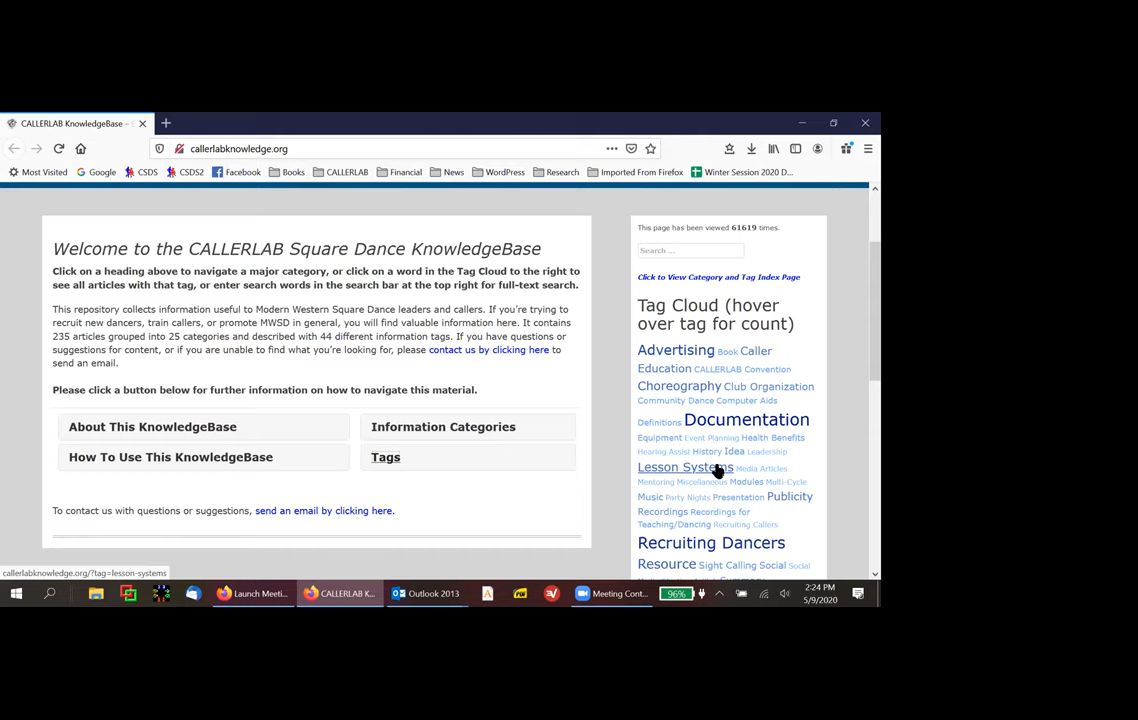 CALLERLAB KnowledgeBase –
callerlabknowledge.org
Most Visited Google CSDS CSDS2 Facebook Books CALLERLAB Financial News WordPress Research Imported From Firefox Winter Session 2020 D...
Welcome to the CALLERLAB Square Dance KnowledgeBase
Click on a heading above to navigate a major category, or click on a word in the Tag Cloud to the right to
see all articles with that tag, or enter search words in the search bar at the top right for full-text search.
This repository collects information useful to Modern Western Square Dance leaders and callers. If you're trying to
recruit new dancers, train callers, or promote MWSD in general, you will find valuable information here. It contains
235 articles grouped into 25 categories and described with 44 different information tags. If you have questions or
suggestions for content, or if you are unable to find what you're looking for, please contact us by clicking here to
send an email.
Please click a button below for further information on how to navigate this material.
About This KnowledgeBase
Information Categories
How To Use This KnowledgeBase
Tags
To contact us with questions or suggestions, send an email by clicking here.
This page has been viewed 61619 times.
Search ...
Click to View Category and Tag Index Page
Tag Cloud (hover
over tag for count)
Advertising Book Caller
Education CALLERLAB Convention
Choreography Club Organization
Community Dance Computer Aids
Definitions Documentation
Equipment Event Planning Health Benefits
Hearing Assist History Idea Leadership
Lesson Systems Media Articles
Mentoring Miscellaneous Modules Multi-Cycle
Music Party Nights Presentation Publicity
Recordings Recordings for
Teaching/Dancing Recruiting Callers
Recruiting Dancers
Resource Sight Calling Social Social
callerlabknowledge.org/?tag=lesson-systems
Launch Meeti... CALLERLAB K... Outlook 2013 Meeting Cont... 96%
2:24 PM
5/9/2020